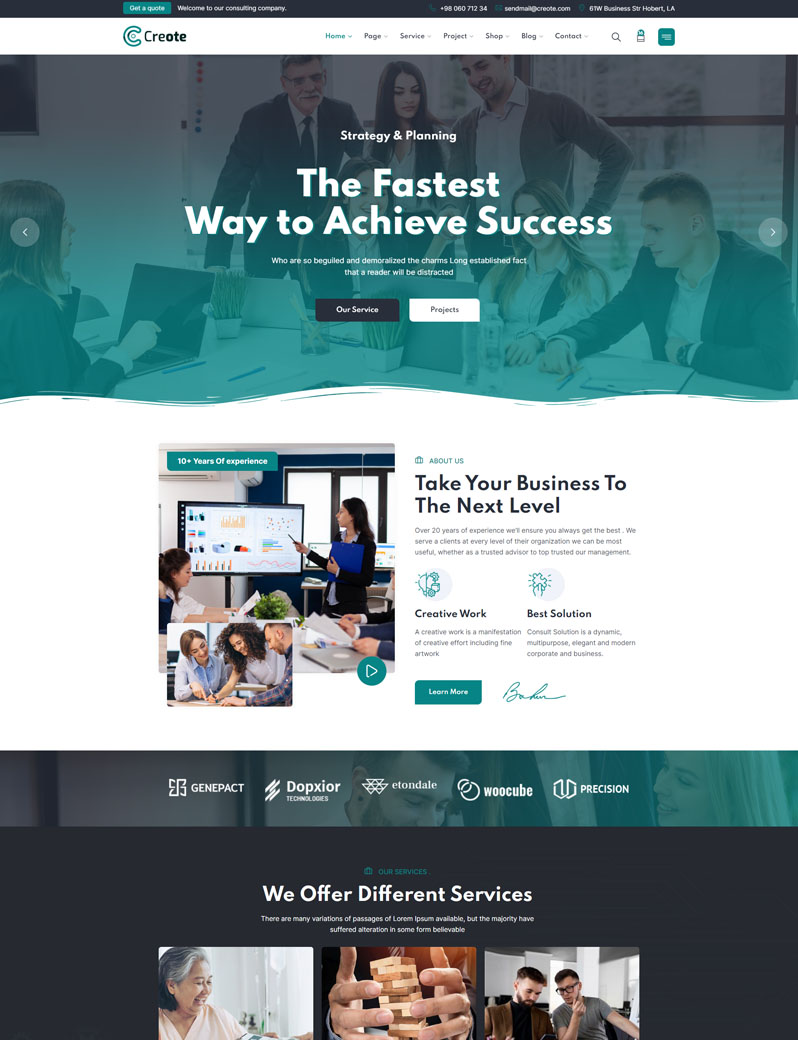 Get a quote Welcome to our consulting company. +98 060 712 34 sendmail@creote.com 61W Business Str Hobert, LA
Creote Home Page Service Project Shop Blog Contact
Strategy & Planning
The Fastest
Way to Achieve Success
Who are so beguiled and demoralized the charms Long established fact
that a reader will be distracted
Our Service Projects
10+ Years Of experience
ABOUT US
Take Your Business To
The Next Level
Over 20 years of experience we'll ensure you always get the best . We
serve a clients at every level of their organization we can be most
useful, whether as a trusted advisor to top trusted our management.
Creative Work
A creative work is a manifestation
of creative effort including fine
artwork
Best Solution
Consult Solution is a dynamic,
multipurpose, elegant and modern
corporate and business.
Learn More
GENEPACT
Dopxior
TECHNOLOGIES
etondale
woocube
PRECISION
OUR SERVICES
We Offer Different Services
There are many variations of passages of Lorem Ipsum available, but the majority have
suffered alteration in some form believable